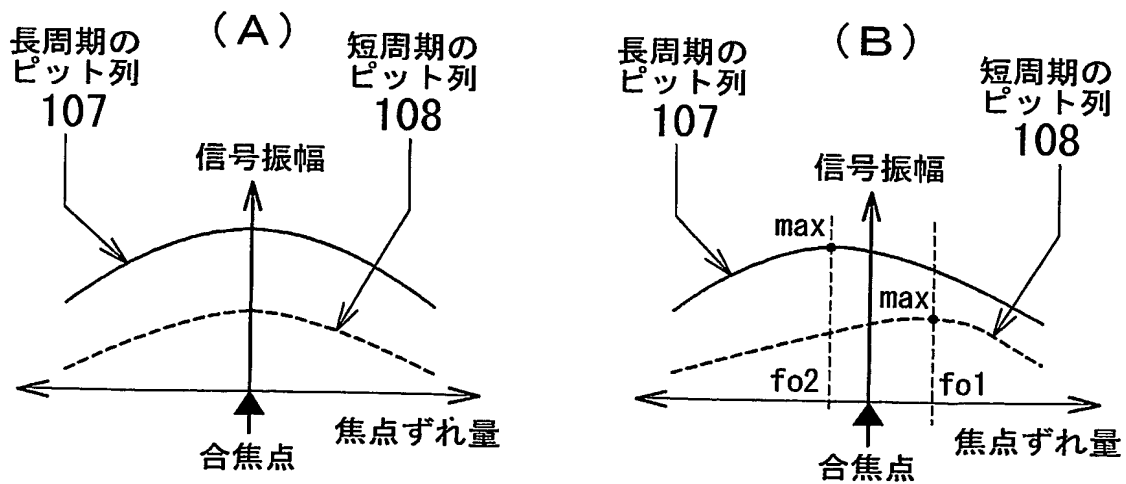 (A)
長周期の
ピット列
107
短周期の
ピット列
108
信号振幅
合焦点
焦点ずれ量
(B)
長周期の
ピット列
107
短周期の
ピット列
108
信号振幅
max
max
fo2
fo1
合焦点
焦点ずれ量